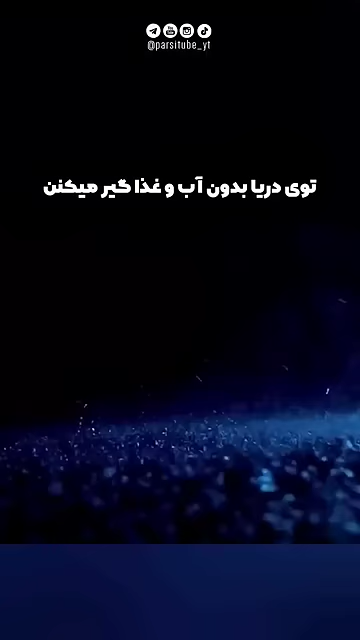 @parsitube_yt
توی دریا بدون آب و غذا گیر میکنن